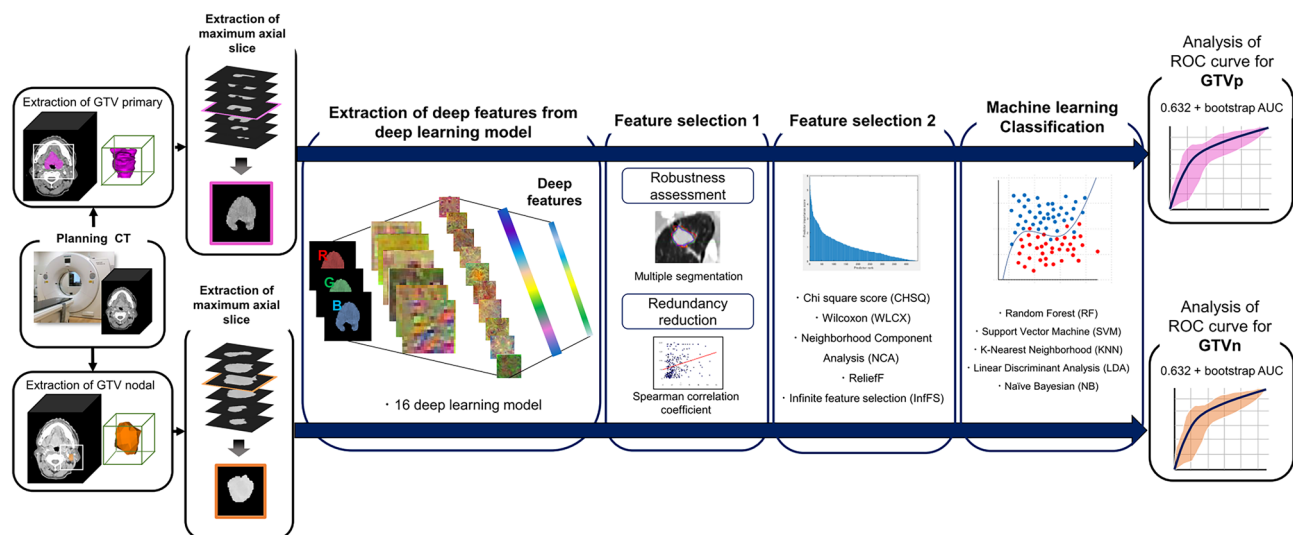 Extraction of
maximum axial
slice
Extraction of GTV primary
Planning CT
Extraction of
maximum axial
slice
Extraction of GTV nodal
Extraction of deep features from
deep learning model
Deep
features
R
G
B
・16 deep learning model
Feature selection 1
Robustness
assessment
Multiple segmentation
Redundancy
reduction
Spearman correlation
coefficient
Feature selection 2
・Chi square score (CHSQ)
・Wilcoxon (WLCX)
・Neighborhood Component
Analysis (NCA)
・ReliefF
・Infinite feature selection (InfFS)
Machine learning
Classification
・Random Forest (RF)
・Support Vector Machine (SVM)
・K-Nearest Neighborhood (KNN)
・Linear Discriminant Analysis (LDA)
・Naïve Bayesian (NB)
Analysis of
ROC curve for
GTVp
0.632 + bootstrap AUC
Analysis of
ROC curve for
GTVn
0.632 + bootstrap AUC